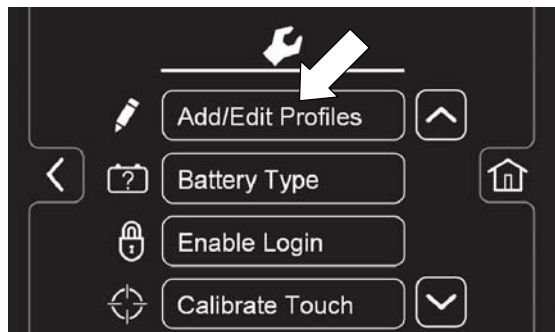 Add/Edit Profiles
Battery Type
Enable Login
Calibrate Touch